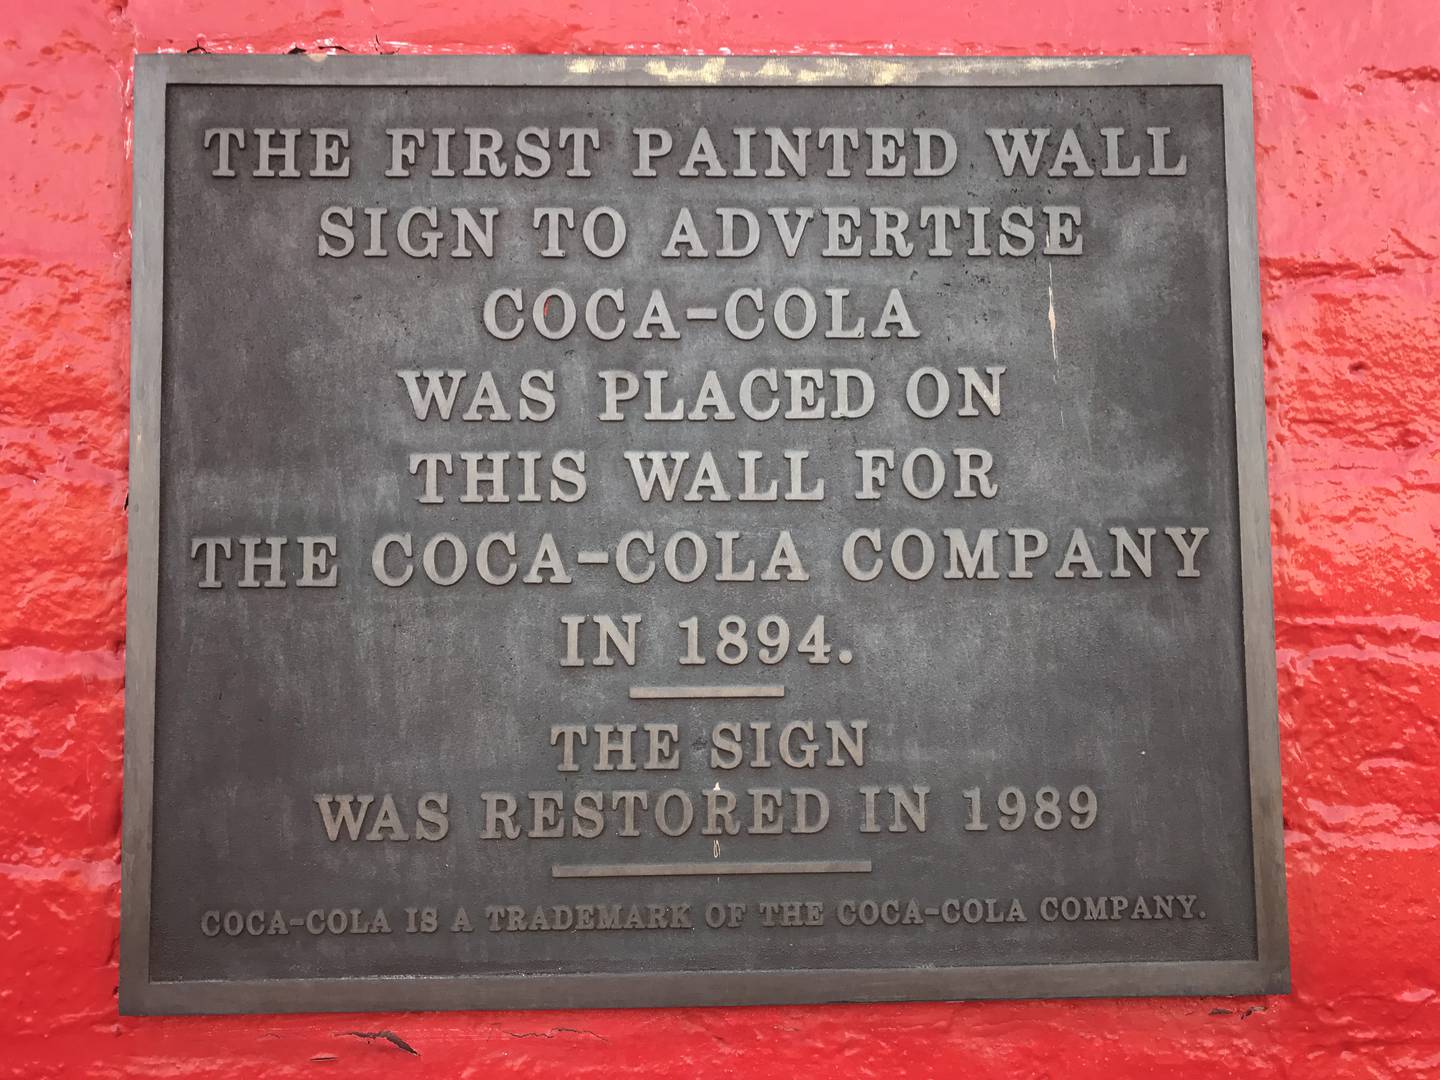 THE FIRST PAINTED WALL
SIGN TO ADVERTISE
COCA-COLA
WAS PLACED ON
THIS WALL FOR
THE COCA-COLA COMPANY
IN 1894.
THE SIGN
WAS RESTORED IN 1989
COCA-COLA IS A TRADEMARK OF THE COCA-COLA COMPANY.